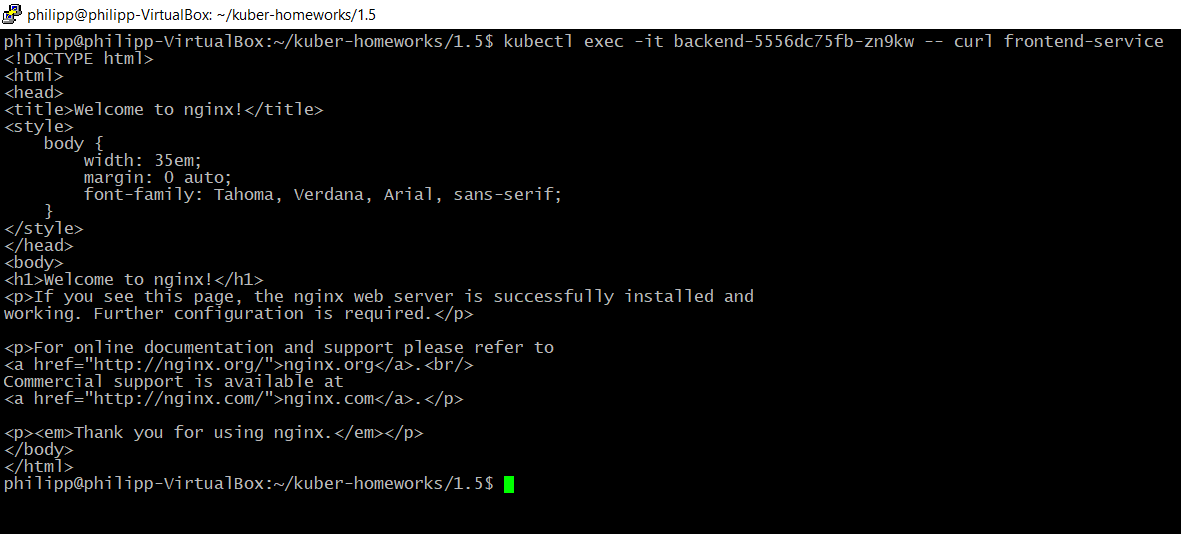 philipp@philipp-VirtualBox: ~/kuber-homeworks/1.5
philipp@philipp-VirtualBox:~/kuber-homeworks/1.5$ kubectl exec -it backend-5556dc75fb-zn9kw -- curl frontend-service
<!DOCTYPE html>
<html>
<head>
<title>Welcome to nginx!</title>
<style>
    body {
        width: 35em;
        margin: 0 auto;
        font-family: Tahoma, Verdana, Arial, sans-serif;
    }
</style>
</head>
<body>
<h1>Welcome to nginx!</h1>
<p>If you see this page, the nginx web server is successfully installed and
working. Further configuration is required.</p>

<p>For online documentation and support please refer to
<a href="http://nginx.org/">nginx.org</a>.<br/>
Commercial support is available at
<a href="http://nginx.com/">nginx.com</a>.</p>

<p><em>Thank you for using nginx.</em></p>
</body>
</html>
philipp@philipp-VirtualBox:~/kuber-homeworks/1.5$